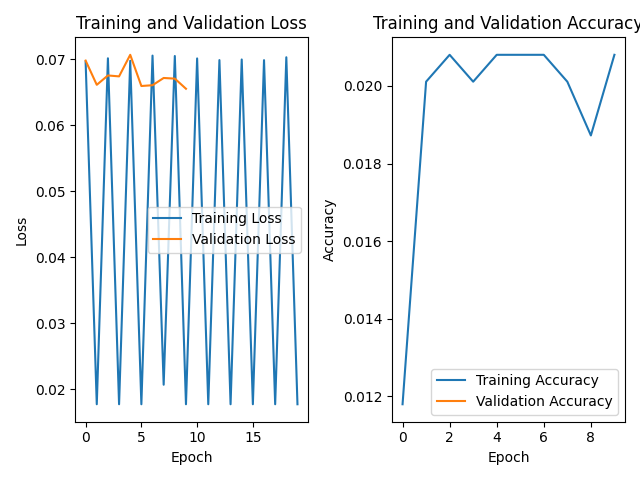 Training and Validation Loss
0.07
0.06
0.05
0.04
0.03
0.02
Loss
0
5
10
15
Epoch
Training Loss
Validation Loss
Training and Validation Accuracy
0.020
0.018
0.016
0.014
0.012
Accuracy
0
2
4
6
8
Epoch
Training Accuracy
Validation Accuracy